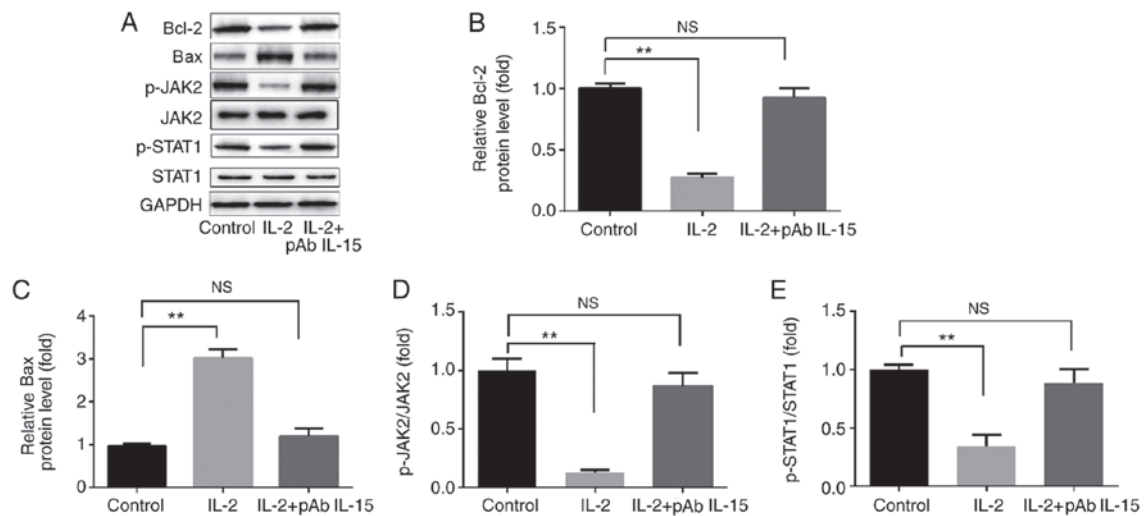 A
Bcl-2
Bax
p-JAK2
JAK2
p-STAT1
STAT1
GAPDH
Control IL-2 IL-2+
pAb IL-15
B
Relative Bcl-2
protein level (fold)
1.5
1.0
0.5
0.0
NS
**
Control IL-2 IL-2+pAb IL-15
C
Relative Bax
protein level (fold)
4
3
2
1
0
NS
**
Control IL-2 IL-2+pAb IL-15
D
p-JAK2/JAK2 (fold)
1.5
1.0
0.5
0
NS
**
Control IL-2 IL-2+pAb IL-15
E
p-STAT1/STAT1 (fold)
1.5
1.0
0.5
0
NS
**
Control IL-2 IL-2+pAb IL-15